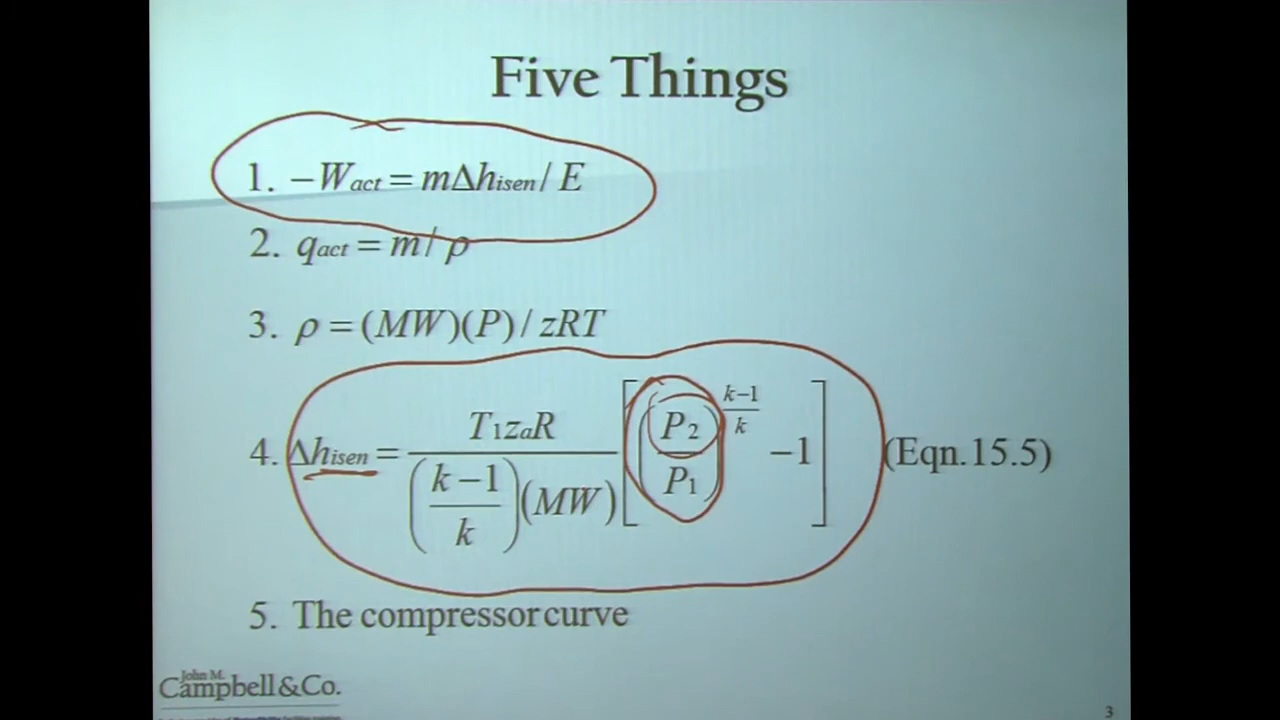 Five Things
1. −Wact = mΔhisen / E
2. qact = m / ρ
3. ρ = (MW)(P) / zRT
4. Δhisen = T1zaR / ((k−1)/k)(MW) [(P2/P1)^((k−1)/k) −1] (Eqn.15.5)
5. The compressor curve
John M.
Campbell&Co.
3